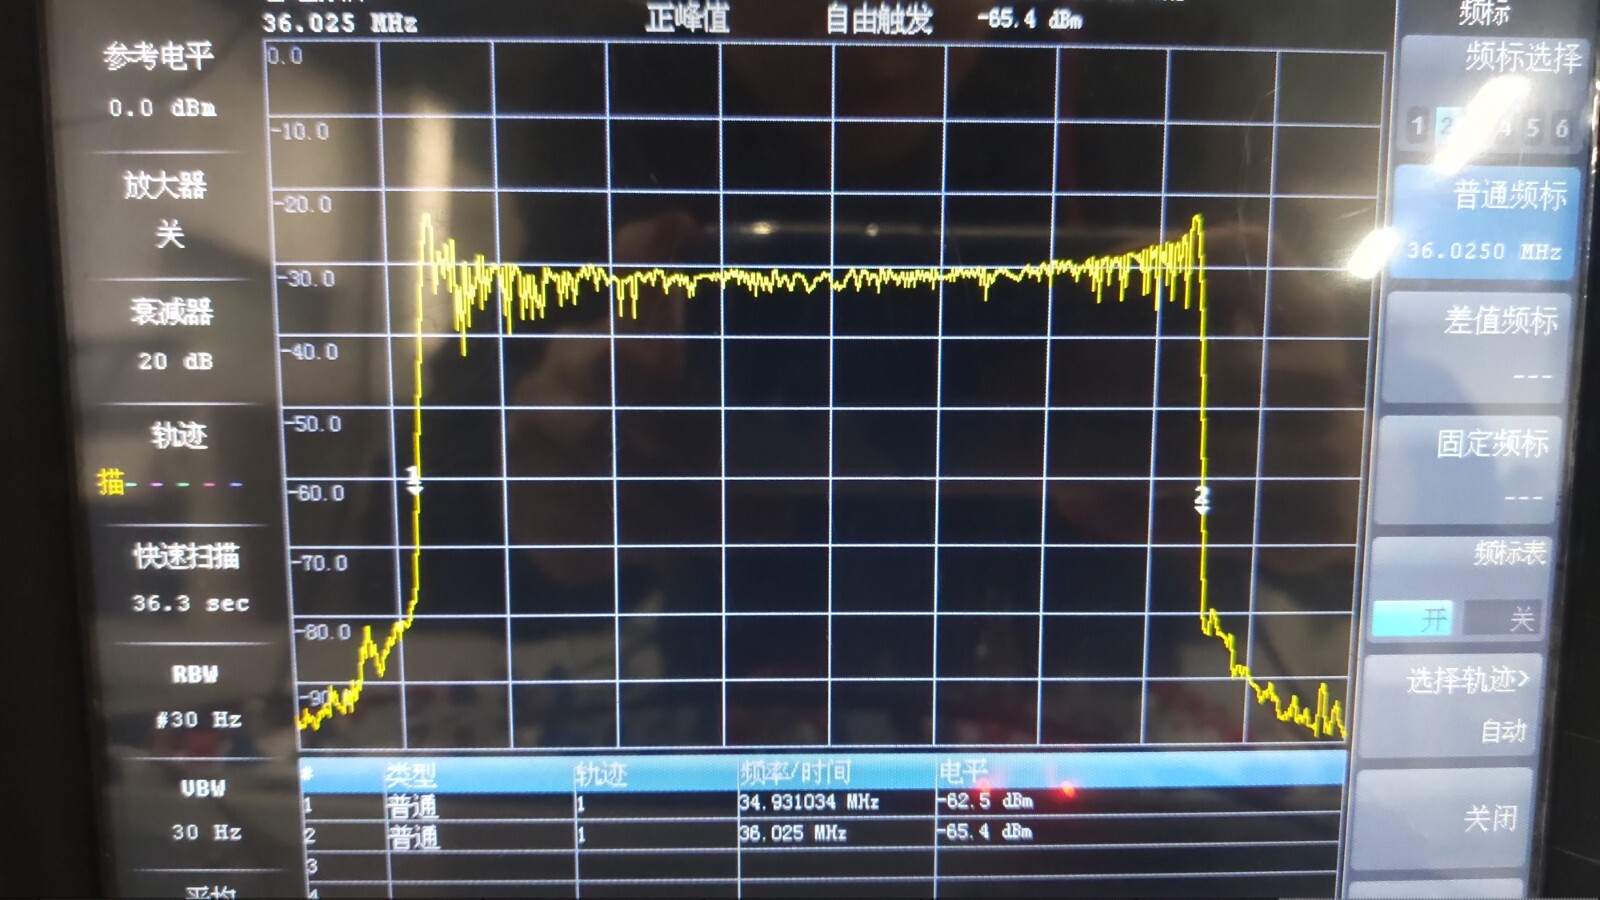 36.025 MHz
正峰值
自由触发
-65.4 dBm
参考电平
0.0 dBm
放大器
关
衰减器
20 dB
轨迹
描
快速扫描
36.3 sec
RBW
#30 Hz
VBW
30 Hz
平均
0.0
-10.0
-20.0
-30.0
-40.0
-50.0
-60.0
-70.0
-80.0
-90
1
2
# 类型 轨迹 频率/时间 电平
1 普通 1 34.931034 MHz -62.5 dBm
2 普通 1 36.025 MHz -65.4 dBm
3
4
频标
频标选择
1 2 4 5 6
普通频标
36.0250 MHz
差值频标
---
固定频标
---
频标表
开 关
选择轨迹>
自动
关闭